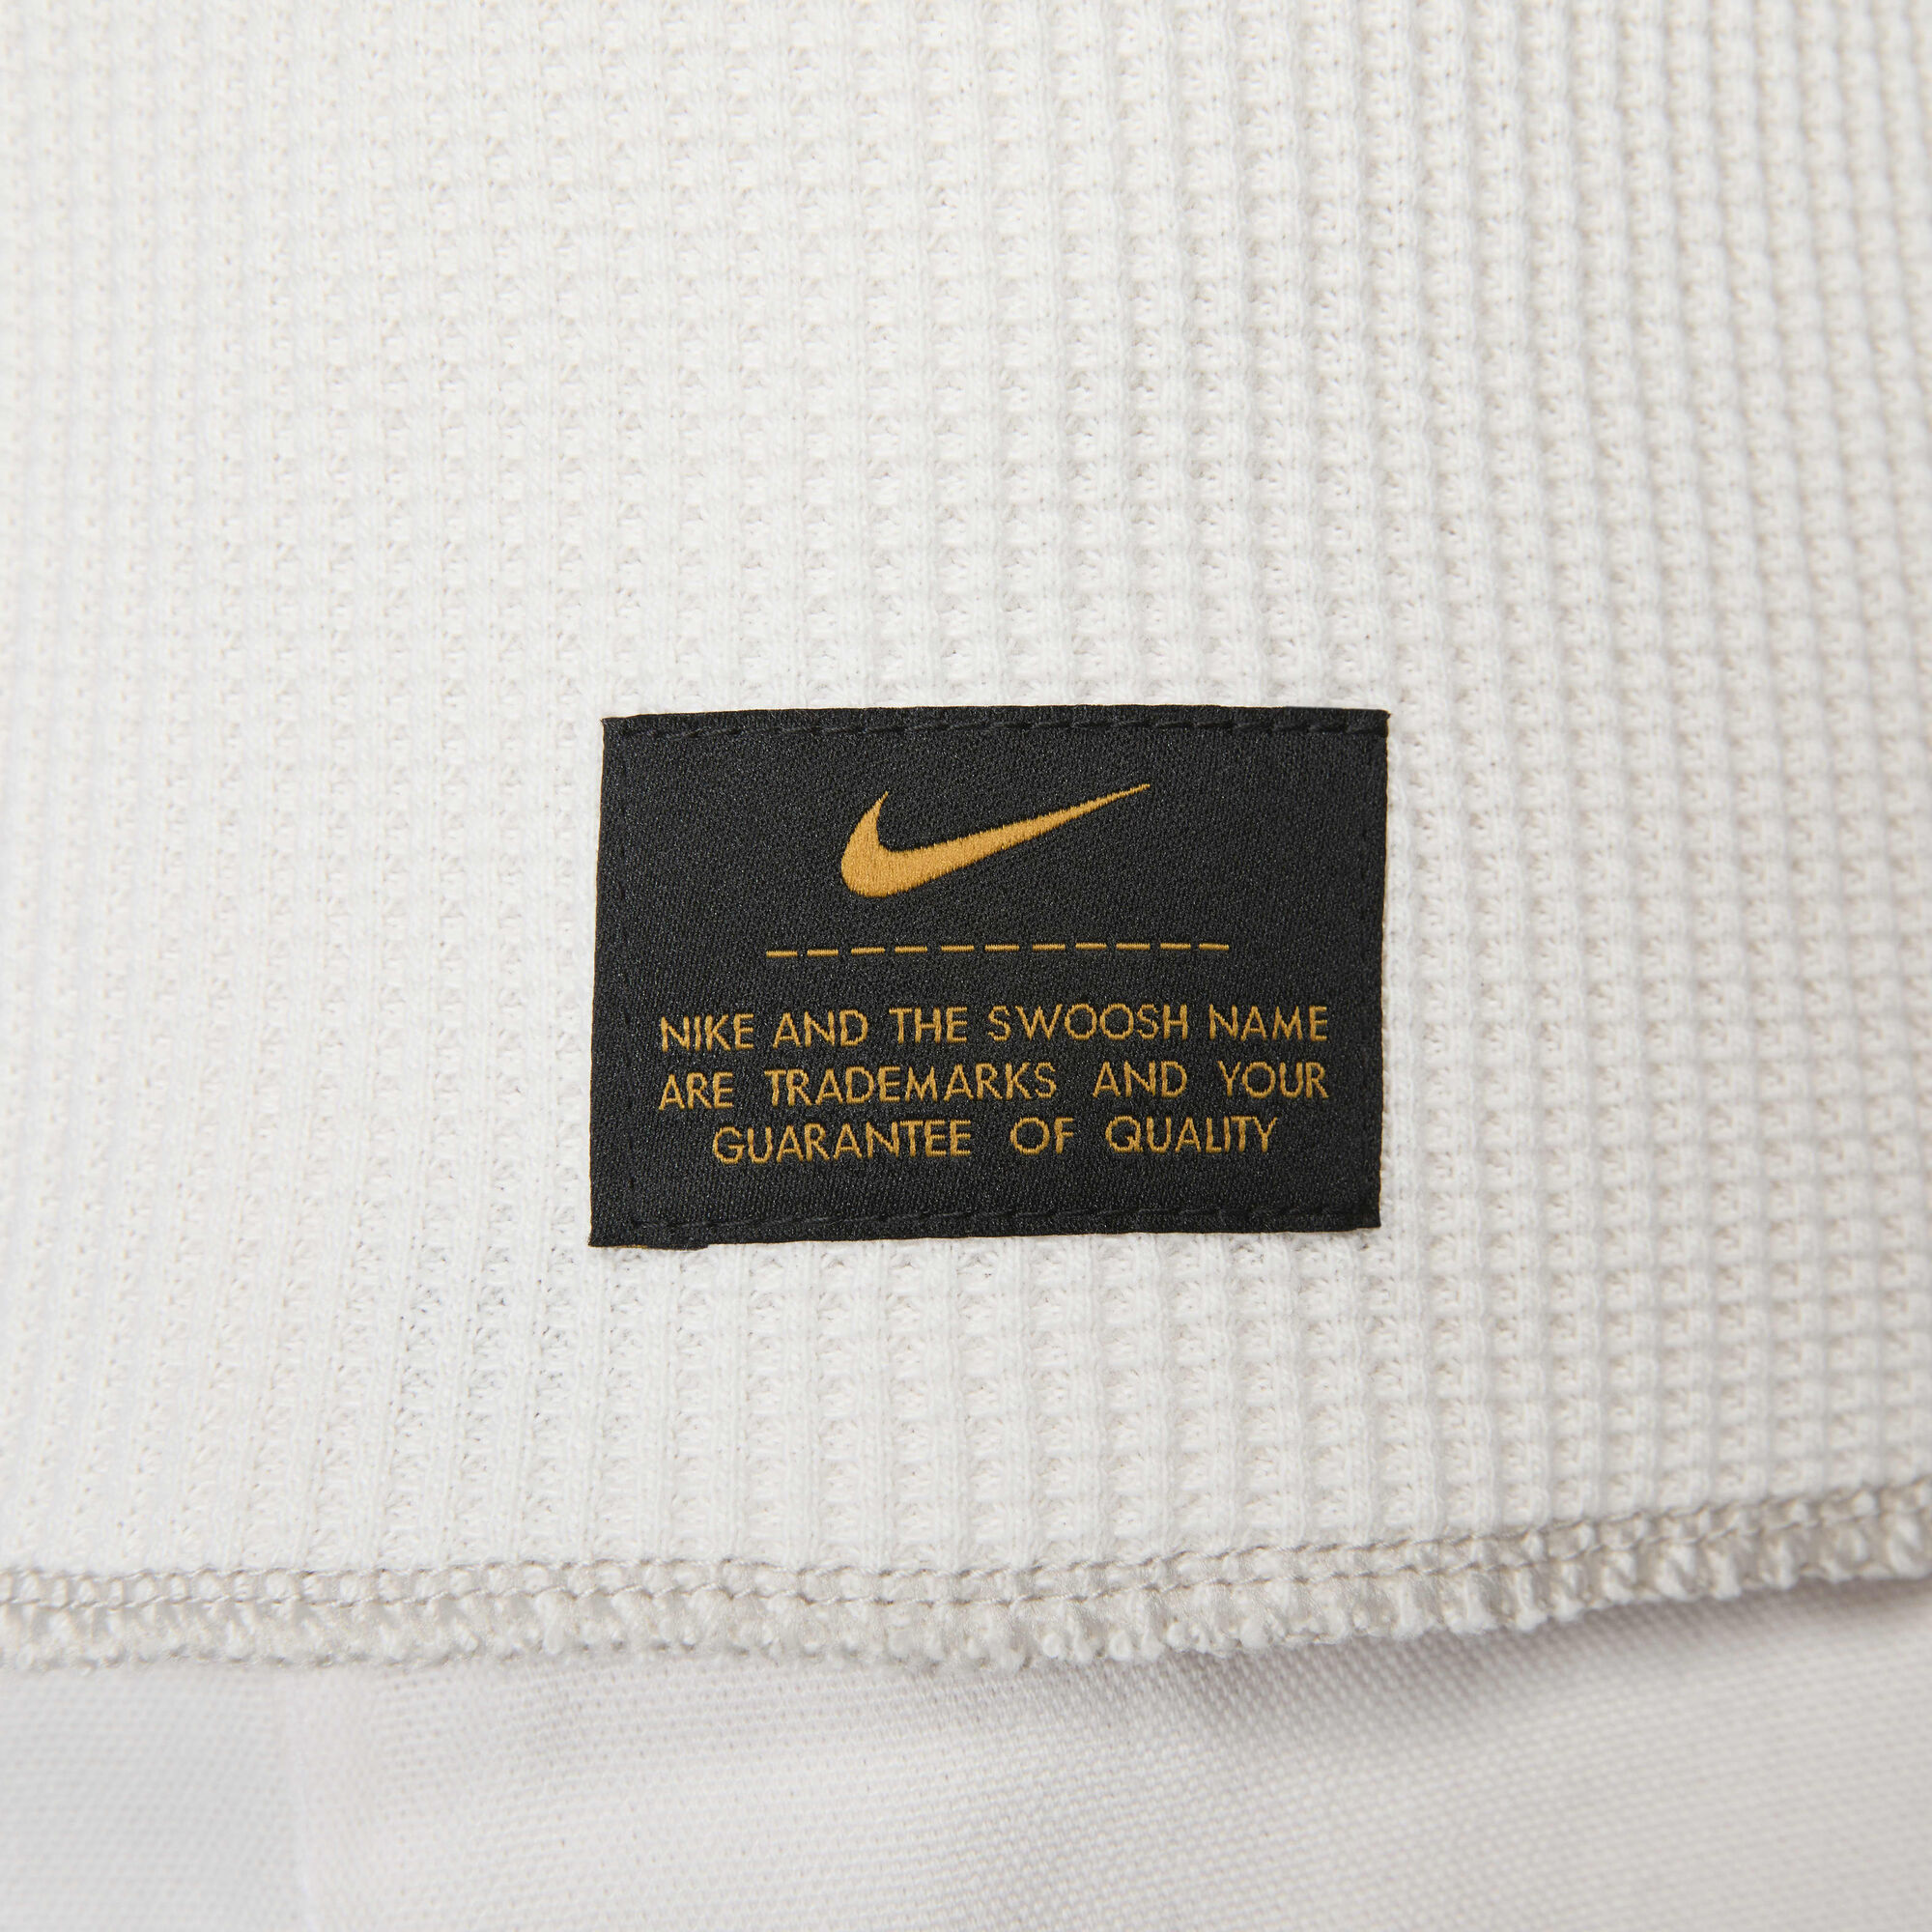 NIKE AND THE SWOOSH NAME
ARE TRADEMARKS AND YOUR
GUARANTEE OF QUALITY